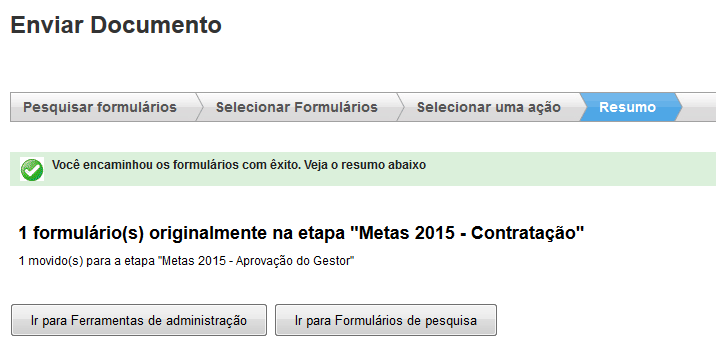 Enviar Documento
Pesquisar formulários Selecionar Formulários Selecionar uma ação Resumo
Você encaminhou os formulários com êxito. Veja o resumo abaixo
1 formulário(s) originalmente na etapa "Metas 2015 - Contratação"
1 movido(s) para a etapa "Metas 2015 - Aprovação do Gestor"
Ir para Ferramentas de administração Ir para Formulários de pesquisa